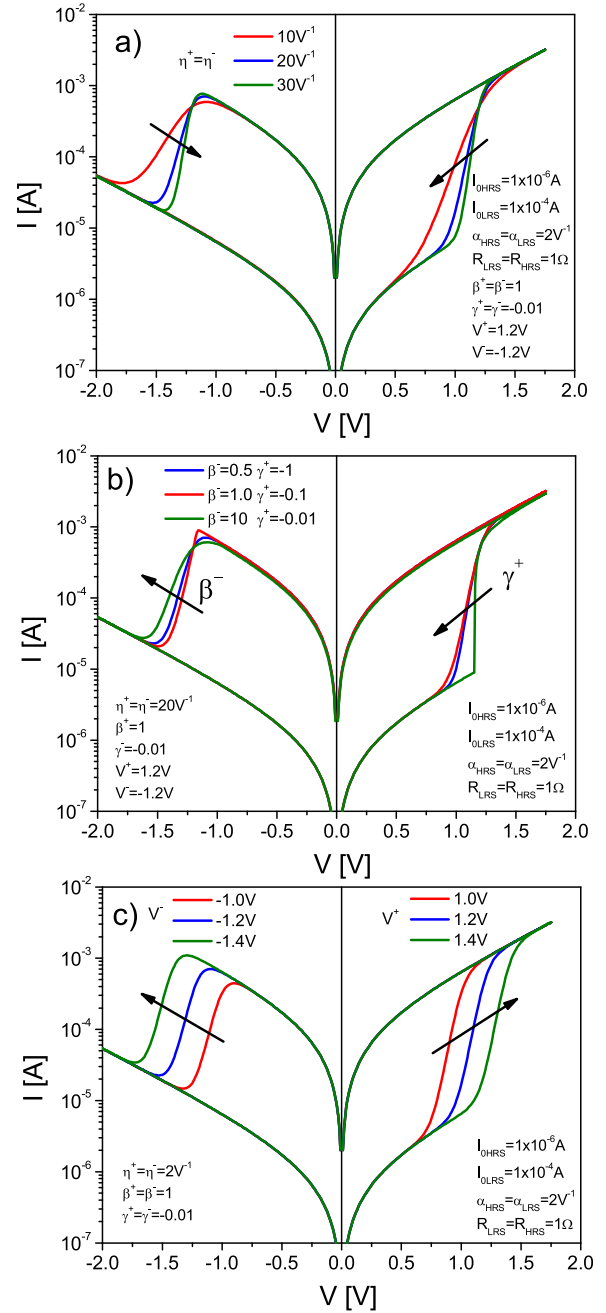 a)
η⁺=η⁻
10V⁻¹
20V⁻¹
30V⁻¹
I [A]
10⁻²
10⁻³
10⁻⁴
10⁻⁵
10⁻⁶
10⁻⁷
I₀HRS=1x10⁻⁶A
I₀LRS=1x10⁻⁴A
α_HRS=α_LRS=2V⁻¹
R_LRS=R_HRS=1Ω
β⁺=β⁻=1
γ⁺=γ⁻=-0.01
V⁺=1.2V
V⁻=-1.2V
-2.0 -1.5 -1.0 -0.5 0.0 0.5 1.0 1.5 2.0
V [V]
b)
β⁻=0.5 γ⁺=-1
β⁻=1.0 γ⁺=-0.1
β⁻=10 γ⁺=-0.01
β⁻
γ⁺
I [A]
10⁻²
10⁻³
10⁻⁴
10⁻⁵
10⁻⁶
10⁻⁷
η⁺=η⁻=20V⁻¹
β⁺=1
γ⁻=-0.01
V⁺=1.2V
V⁻=-1.2V
I₀HRS=1x10⁻⁶A
I₀LRS=1x10⁻⁴A
α_HRS=α_LRS=2V⁻¹
R_LRS=R_HRS=1Ω
-2.0 -1.5 -1.0 -0.5 0.0 0.5 1.0 1.5 2.0
V [V]
c)
V⁻
-1.0V
-1.2V
-1.4V
V⁺
1.0V
1.2V
1.4V
I [A]
10⁻²
10⁻³
10⁻⁴
10⁻⁵
10⁻⁶
10⁻⁷
η⁺=η⁻=2V⁻¹
β⁺=β⁻=1
γ⁺=γ⁻=-0.01
I₀HRS=1x10⁻⁶A
I₀LRS=1x10⁻⁴A
α_HRS=α_LRS=2V⁻¹
R_LRS=R_HRS=1Ω
-2.0 -1.5 -1.0 -0.5 0.0 0.5 1.0 1.5 2.0
V [V]